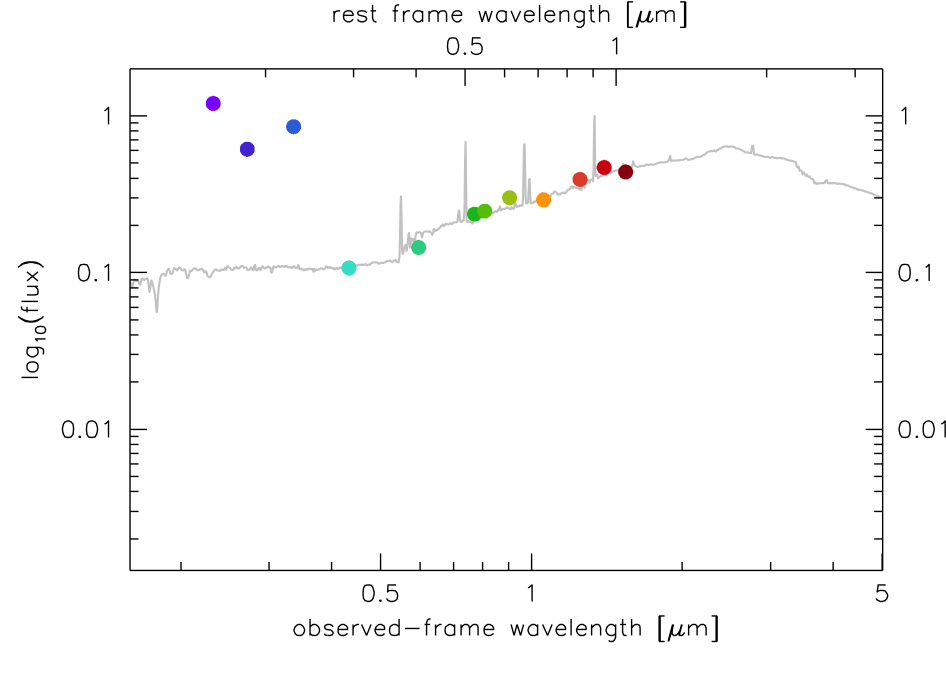 rest frame wavelength [μm]
0.5 1
1 1
0.1 0.1
0.01 0.01
log10(flux)
0.5 1 5
observed-frame wavelength [μm]